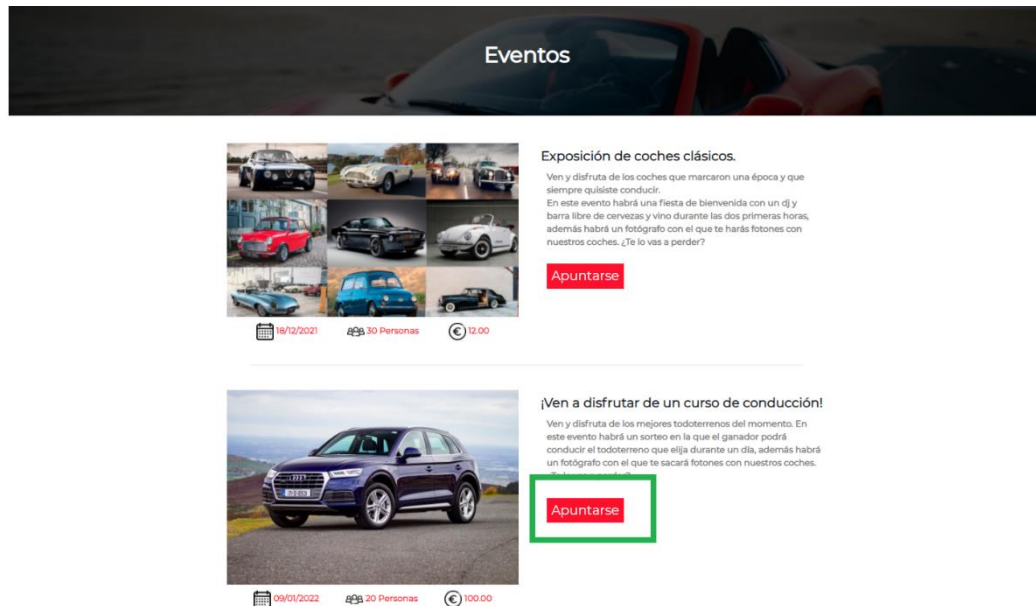 Eventos
Exposición de coches clásicos.
Ven y disfruta de los coches que marcaron una época y que
siempre quisiste conducir.
En este evento habrá una fiesta de bienvenida con un dj y
barra libre de cervezas y vino durante las dos primeras horas,
además habrá un fotógrafo con el que te harás fotones con
nuestros coches. ¿Te lo vas a perder?
Apuntarse
18/12/2021 30 Personas 12.00
¡Ven a disfrutar de un curso de conducción!
Ven y disfruta de los mejores todoterrenos del momento. En
este evento habrá un sorteo en la que el ganador podrá
conducir el todoterreno que elija durante un día, además habrá
un fotógrafo con el que te sacará fotones con nuestros coches.
Apuntarse
09/01/2022 20 Personas 100.00